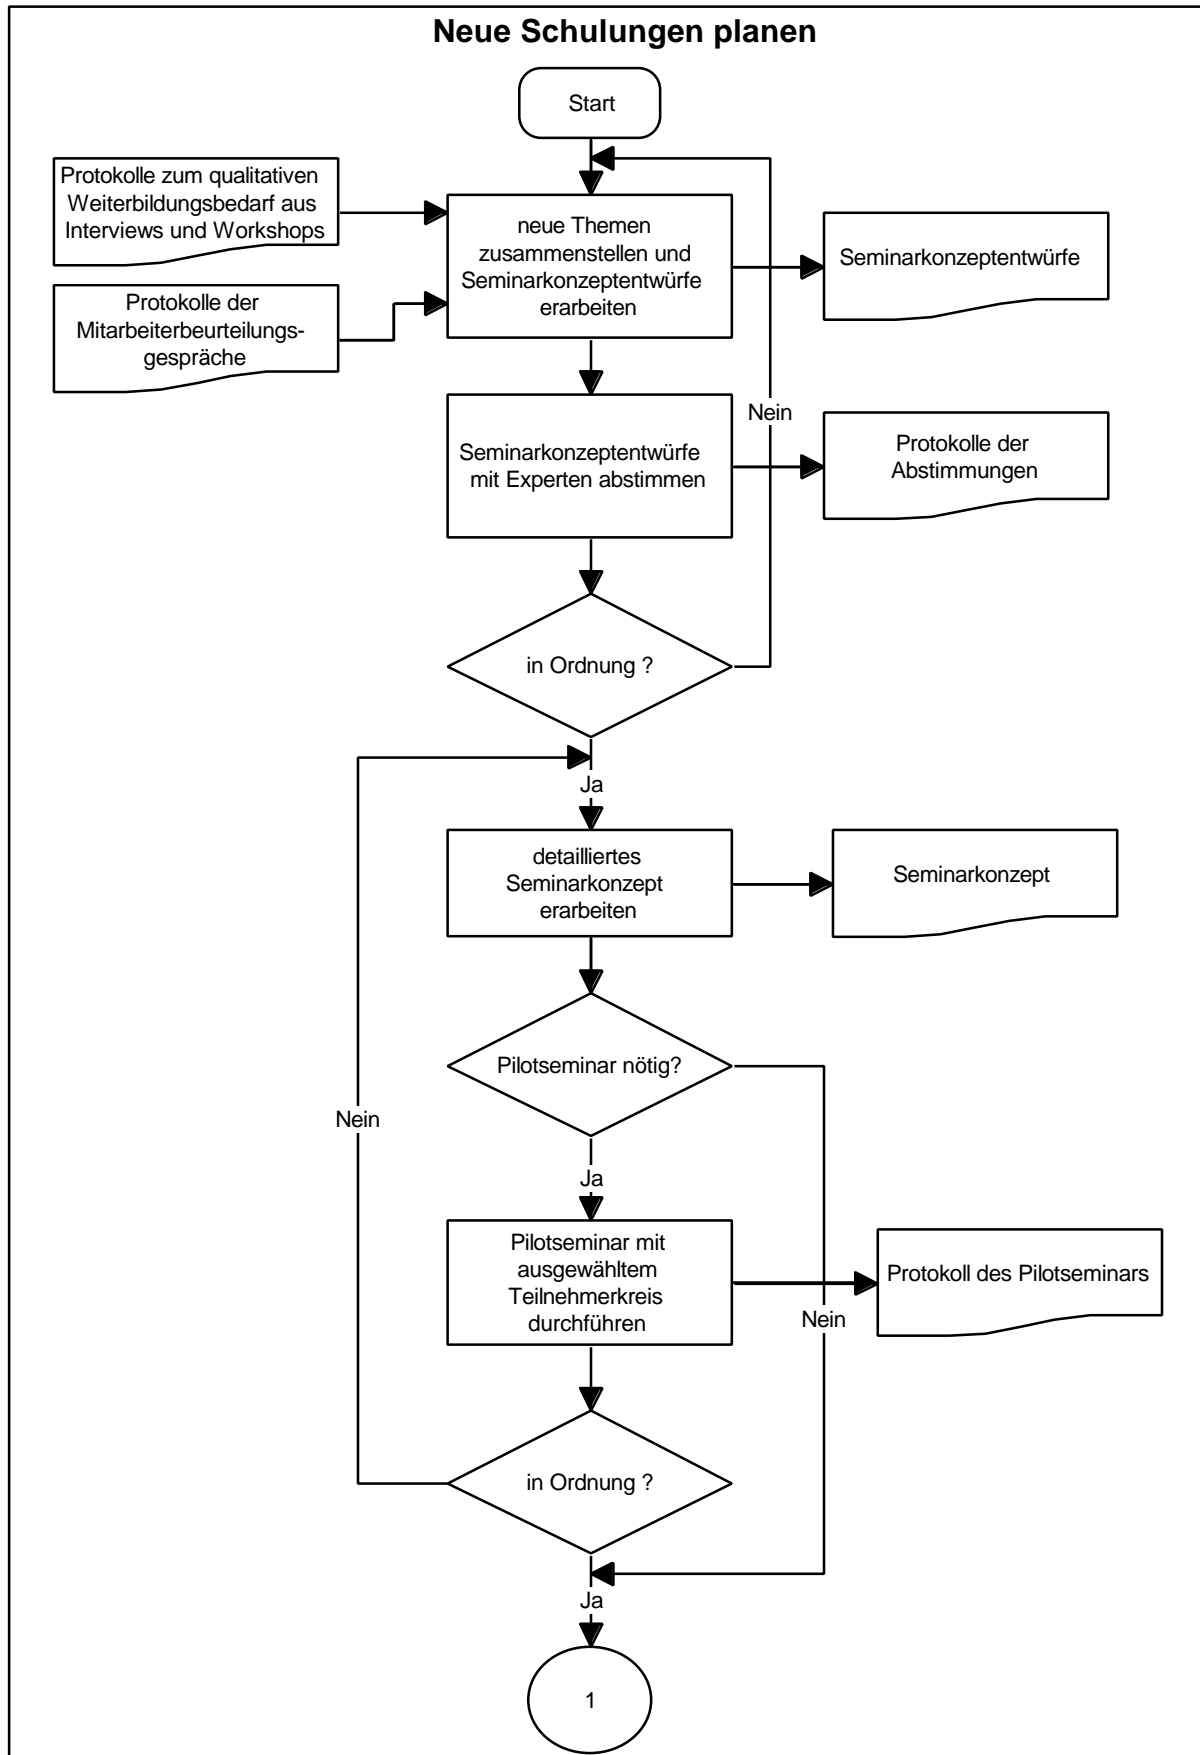 Neue Schulungen planen
Start
Protokolle zum qualitativen
Weiterbildungsbedarf aus
Interviews und Workshops
neue Themen
zusammenstellen und
Seminarkonzeptentwürfe
erarbeiten
Seminarkonzeptentwürfe
Protokolle der
Mitarbeiterbeurteilungs-
gespräche
Nein
Seminarkonzeptentwürfe
mit Experten abstimmen
Protokolle der
Abstimmungen
in Ordnung ?
Ja
detailliertes
Seminarkonzept
erarbeiten
Seminarkonzept
Pilotseminar nötig?
Nein
Ja
Pilotseminar mit
ausgewähltem
Teilnehmerkreis
durchführen
Protokoll des Pilotseminars
Nein
in Ordnung ?
Ja
1